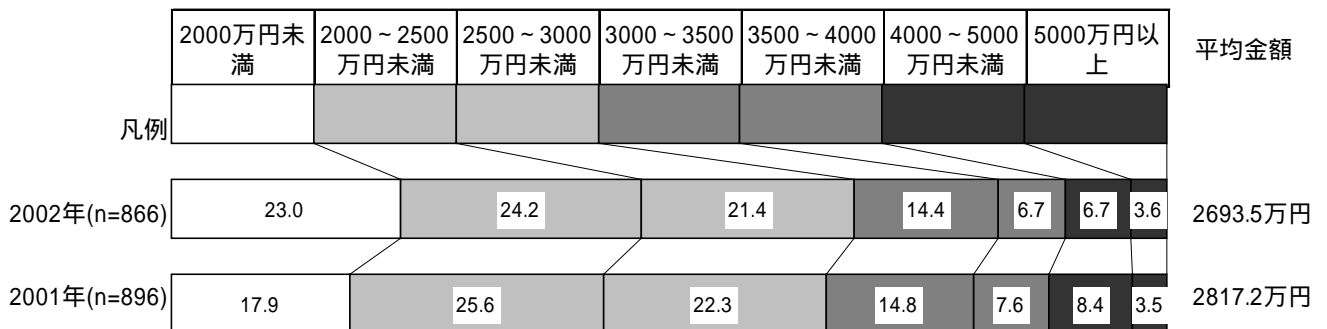 2000万円未
満
2000～2500
万円未満
2500～3000
万円未満
3000～3500
万円未満
3500～4000
万円未満
4000～5000
万円未満
5000万円以
上
平均金額
凡例
2002年(n=866) 23.0 24.2 21.4 14.4 6.7 6.7 3.6 2693.5万円
2001年(n=896) 17.9 25.6 22.3 14.8 7.6 8.4 3.5 2817.2万円